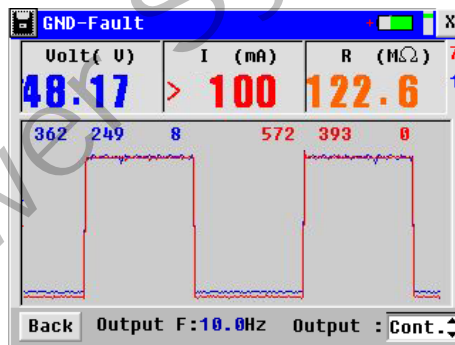 GND-Fault
X
Volt( V) I (mA) R (MΩ)
48.17 > 100 122.6
362 249 8 572 393 0
Back Output F:10.0Hz Output : Cont.